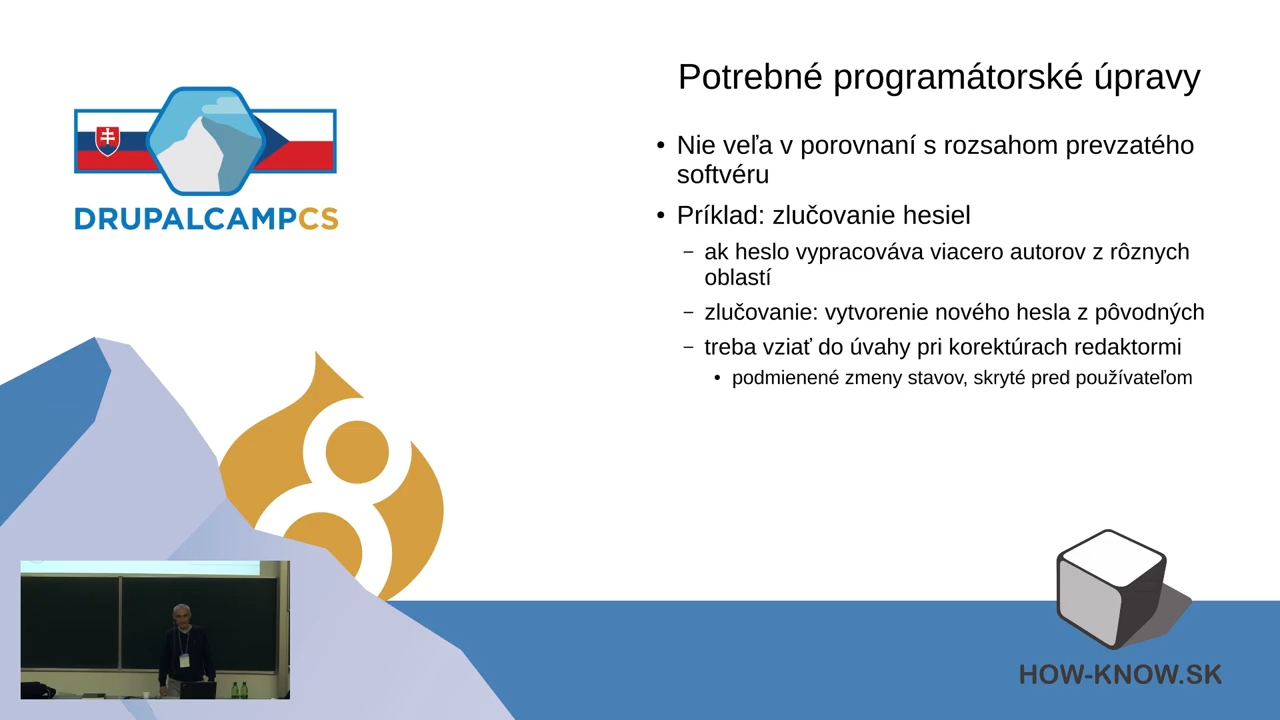 Potrebné programátorské úpravy
• Nie veľa v porovnaní s rozsahom prevzatého
softvéru
• Príklad: zlučovanie hesiel
– ak heslo vypracováva viacero autorov z rôznych
oblastí
– zlučovanie: vytvorenie nového hesla z pôvodných
– treba vziať do úvahy pri korektúrach redaktormi
• podmienené zmeny stavov, skryté pred používateľom
DRUPALCAMPCS
8
HOW-KNOW.SK